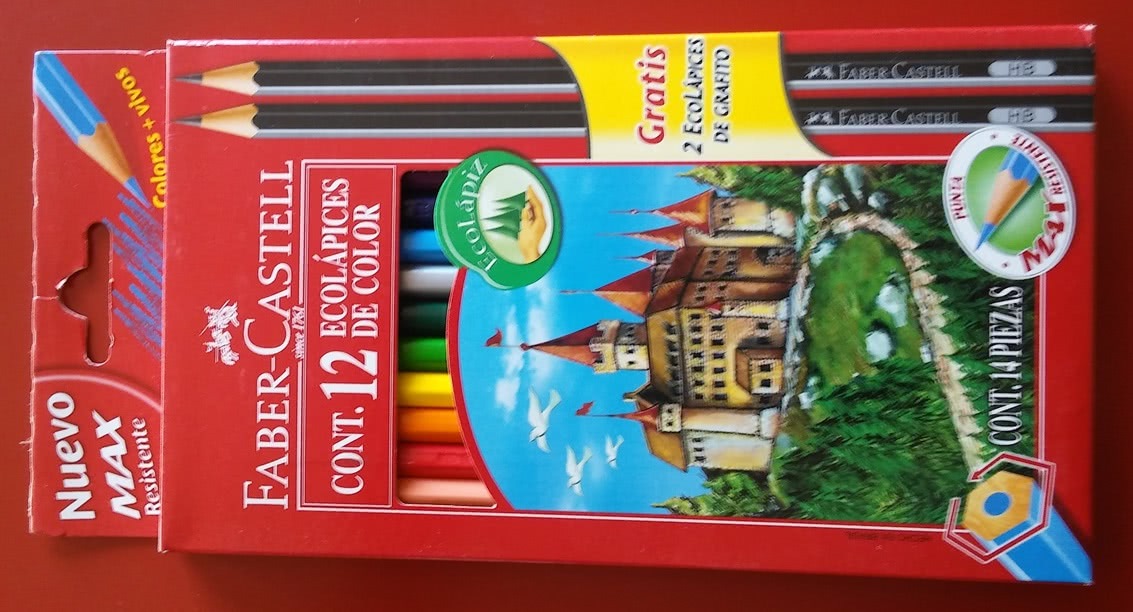 Nuevo
MAX
Resistente
Colores + vivos
FABER-CASTELL
since 1761
CONT. 12 ECOLÁPICES
DE COLOR
EcoLápiz
Gratis
2 ECOLÁPICES
DE GRAFITO
FABER CASTELL HB
FABER CASTELL HB
PUNTA
MAX RESISTENTE
CONT. 14 PIEZAS